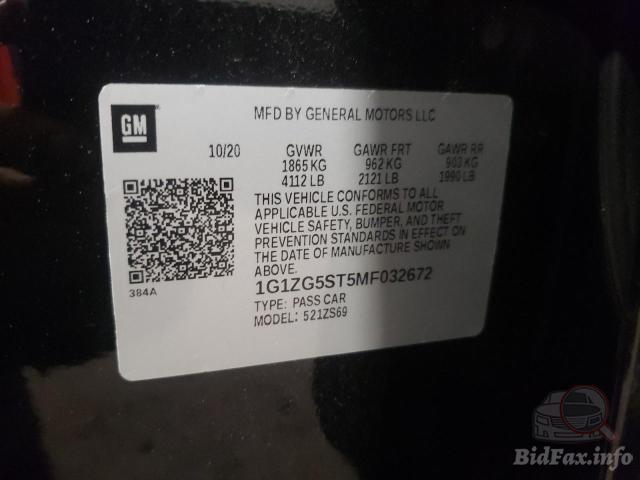 GM
MFD BY GENERAL MOTORS LLC
10/20 GVWR GAWR FRT GAWR RR
1865 KG 962 KG 903 KG
4112 LB 2121 LB 1990 LB
THIS VEHICLE CONFORMS TO ALL
APPLICABLE U.S. FEDERAL MOTOR
VEHICLE SAFETY, BUMPER, AND THEFT
PREVENTION STANDARDS IN EFFECT ON
THE DATE OF MANUFACTURE SHOWN
ABOVE.
384A
1G1ZG5ST5MF032672
TYPE: PASS CAR
MODEL: 521ZS69
BidFax.info